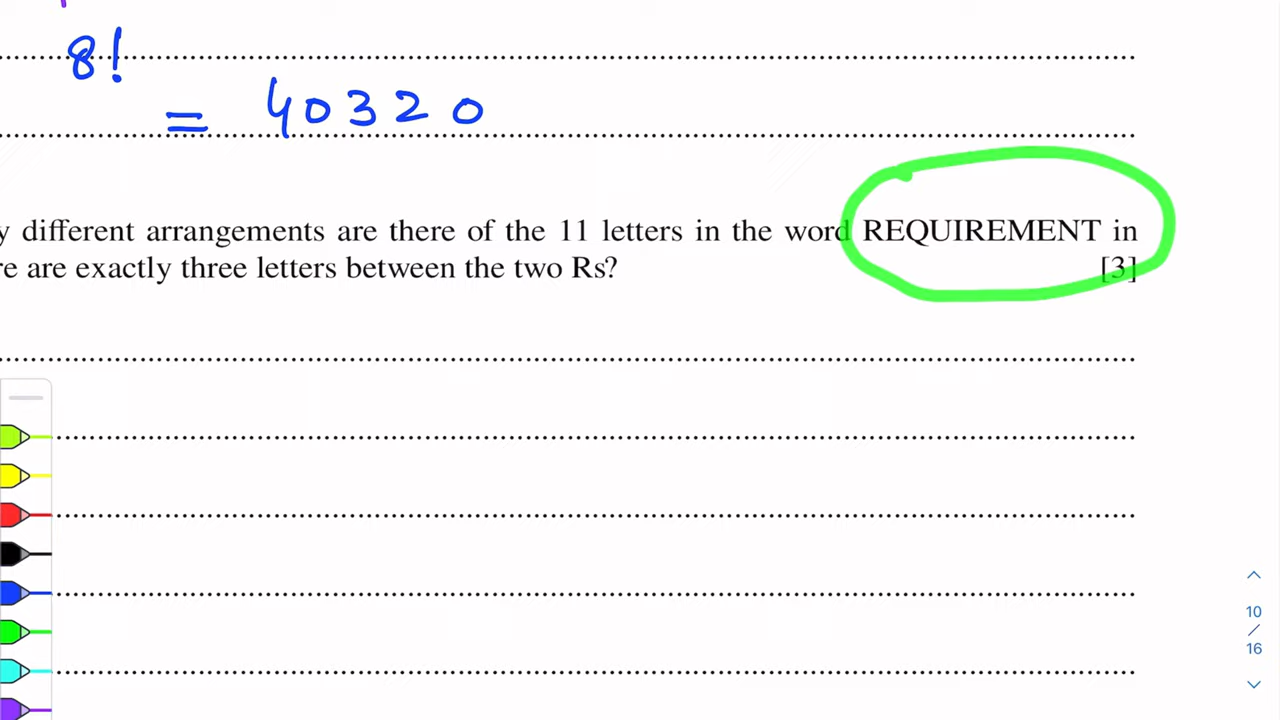 8!
= 40320
y different arrangements are there of the 11 letters in the word REQUIREMENT in
re are exactly three letters between the two Rs? [3]
10
/
16